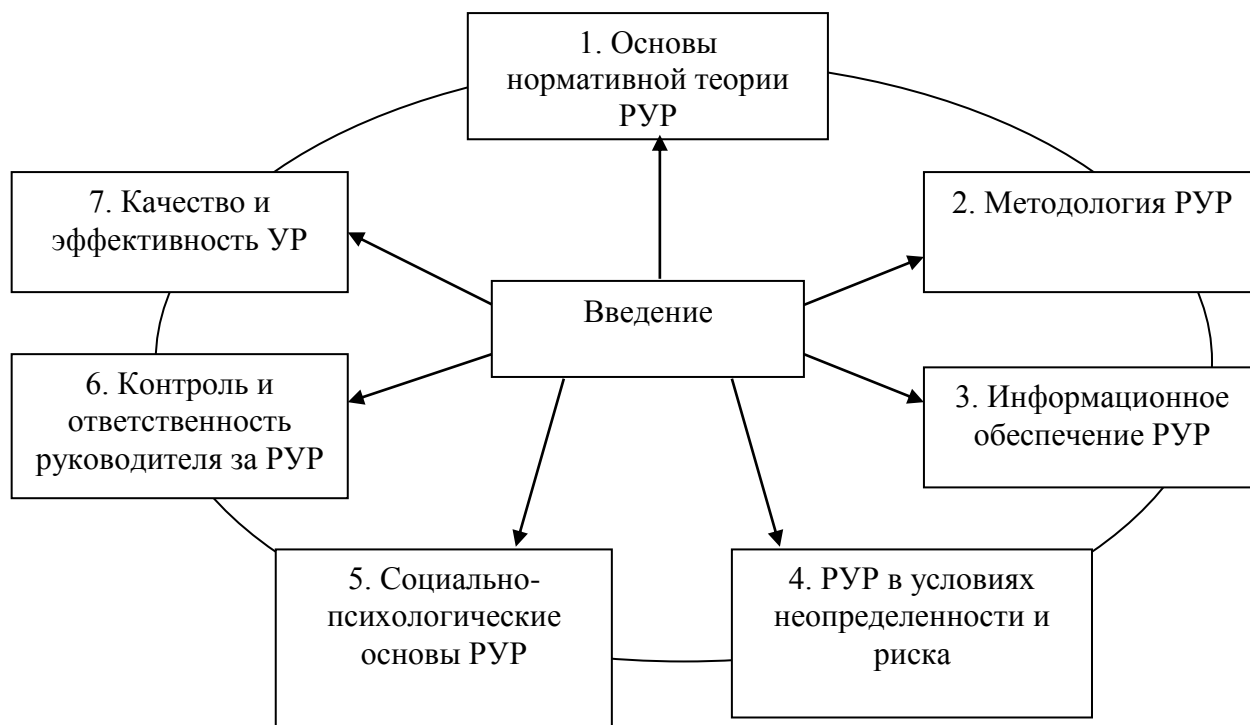 1. Основы
нормативной теории
РУР
7. Качество и
эффективность УР
2. Методология РУР
Введение
6. Контроль и
ответственность
руководителя за РУР
3. Информационное
обеспечение РУР
5. Социально-
психологические
основы РУР
4. РУР в условиях
неопределенности и
риска